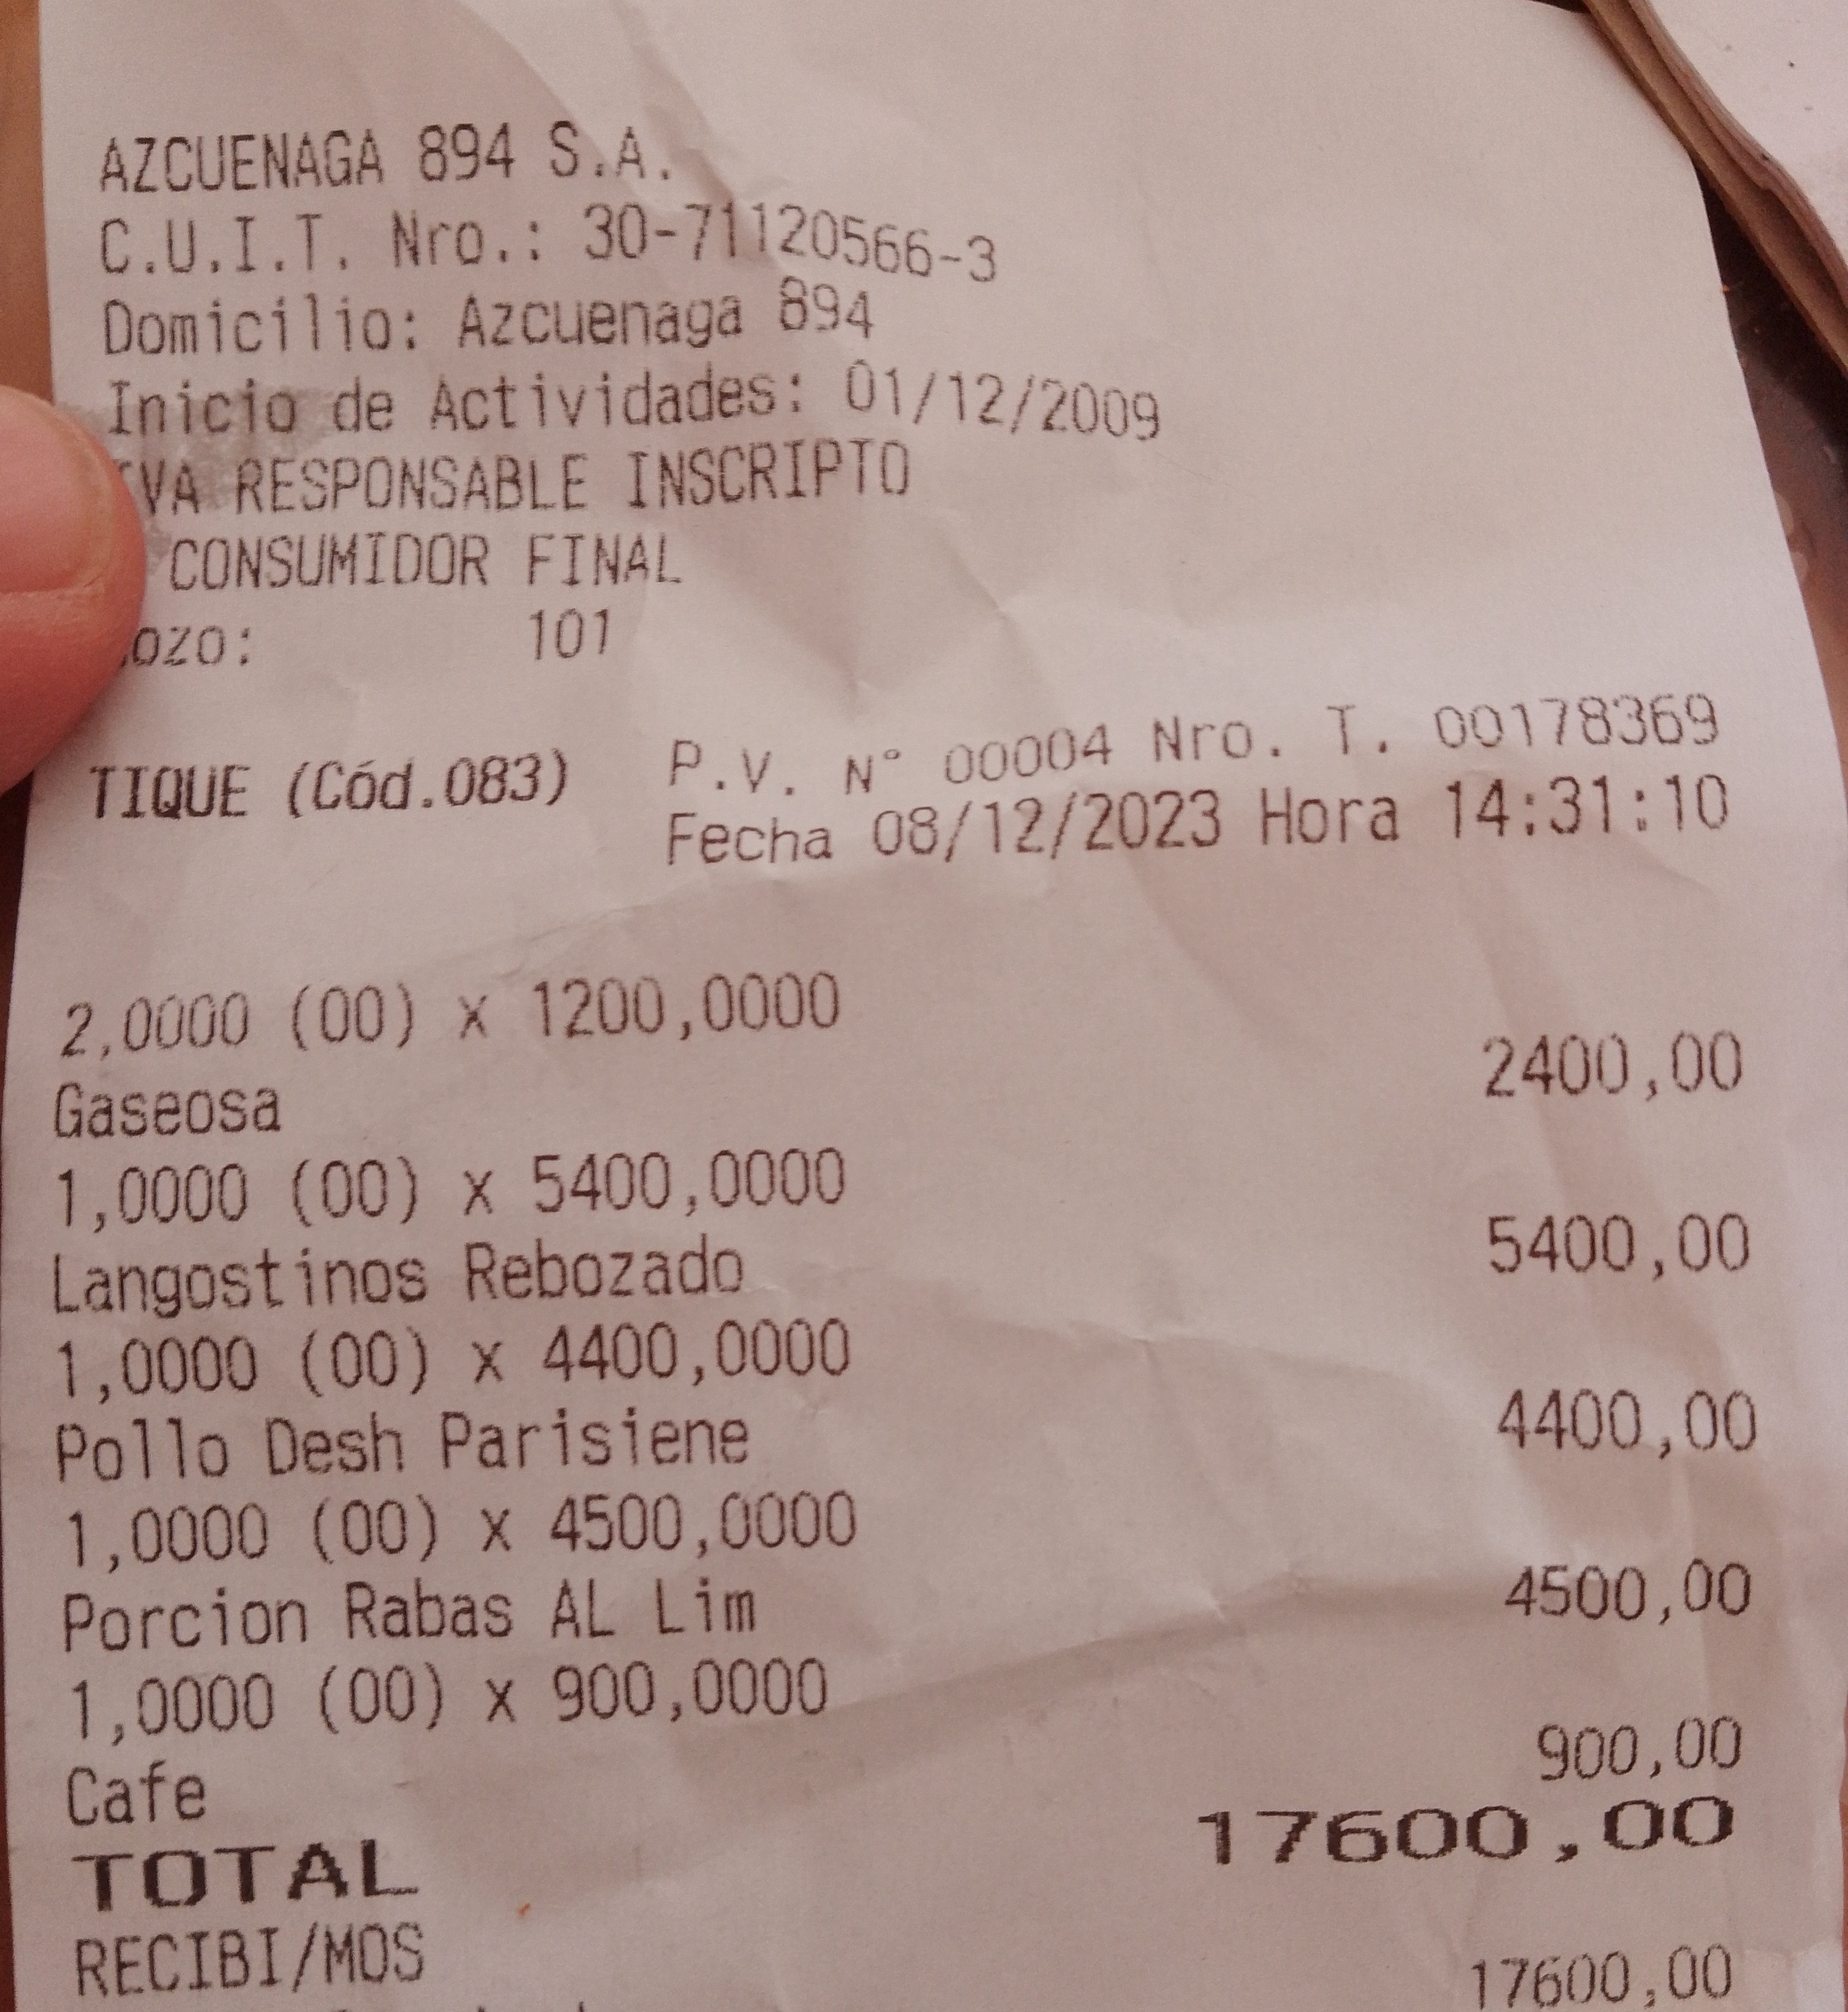 AZCUENAGA 894 S.A.
C.U.I.T. Nro.: 30-71120566-3
Domicilio: Azcuenaga 894
Inicio de Actividades: 01/12/2009
IVA RESPONSABLE INSCRIPTO
CONSUMIDOR FINAL
ozo: 101
TIQUE (Cód.083) P.V. N° 00004 Nro. T. 00178369
Fecha 08/12/2023 Hora 14:31:10
2,0000 (00) x 1200,0000
Gaseosa 2400,00
1,0000 (00) x 5400,0000
Langostinos Rebozado 5400,00
1,0000 (00) x 4400,0000
Pollo Desh Parisiene 4400,00
1,0000 (00) x 4500,0000
Porcion Rabas AL Lim 4500,00
1,0000 (00) x 900,0000
Cafe 900,00
TOTAL 17600,00
RECIBI/MOS
17600,00